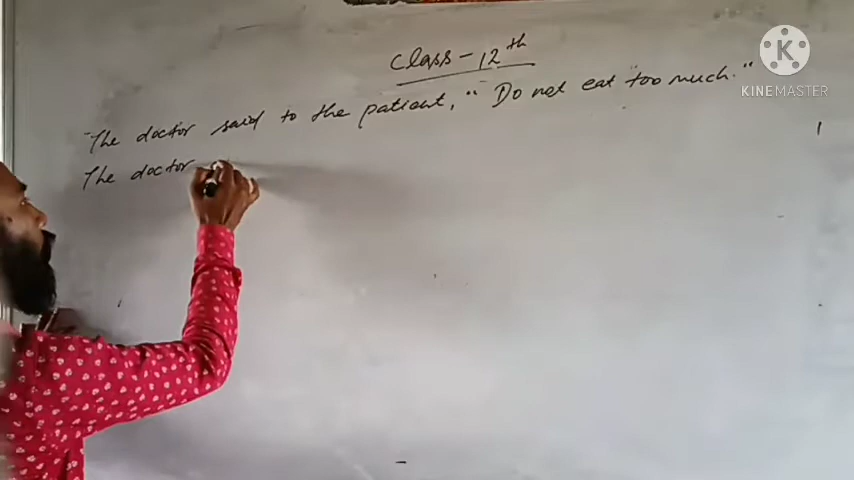 Class - 12th
The doctor said to the patient, "Do not eat too much."
The doctor
KINEMASTER